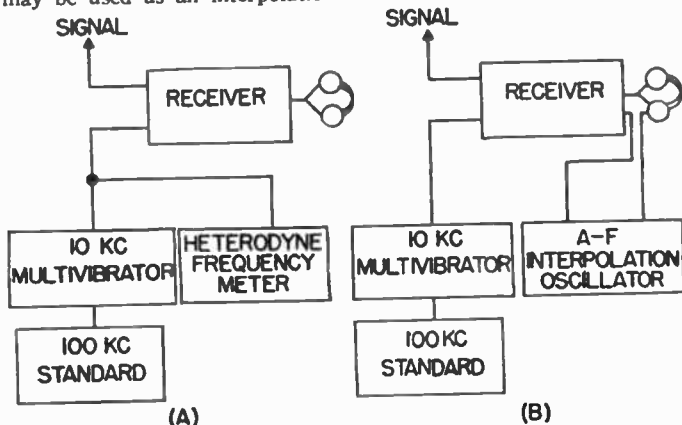 may be used as an
SIGNAL
RECEIVER
10 KC
MULTIVIBRATOR
HETERODYNE
FREQUENCY
METER
100 KC
STANDARD
(A)
SIGNAL
RECEIVER
10 KC
MULTIVIBRATOR
A-F
INTERPOLATION
OSCILLATOR
100 KC
STANDARD
(B)